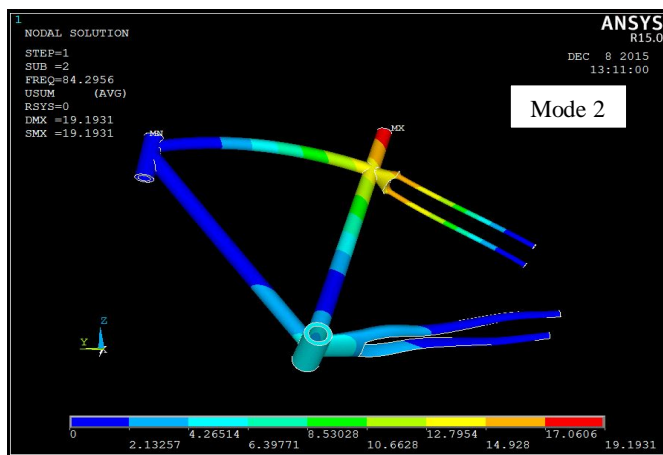 1
NODAL SOLUTION
ANSYS
R15.0
STEP=1
SUB =2
FREQ=84.2956
USUM (AVG)
RSYS=0
DMX =19.1931
SMX =19.1931
DEC 8 2015
13:11:00
Mode 2
MN
MX
Z
Y
X
0 4.26514 8.53028 12.7954 17.0606
2.13257 6.39771 10.6628 14.928 19.1931